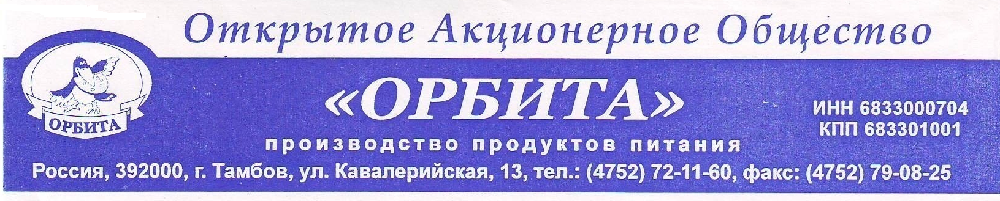 Открытое Акционерное Общество
«ОРБИТА»
ОРБИТА
ИНН 6833000704
КПП 683301001
производство продуктов питания
Россия, 392000, г. Тамбов, ул. Кавалерийская, 13, тел.: (4752) 72-11-60, факс: (4752) 79-08-25